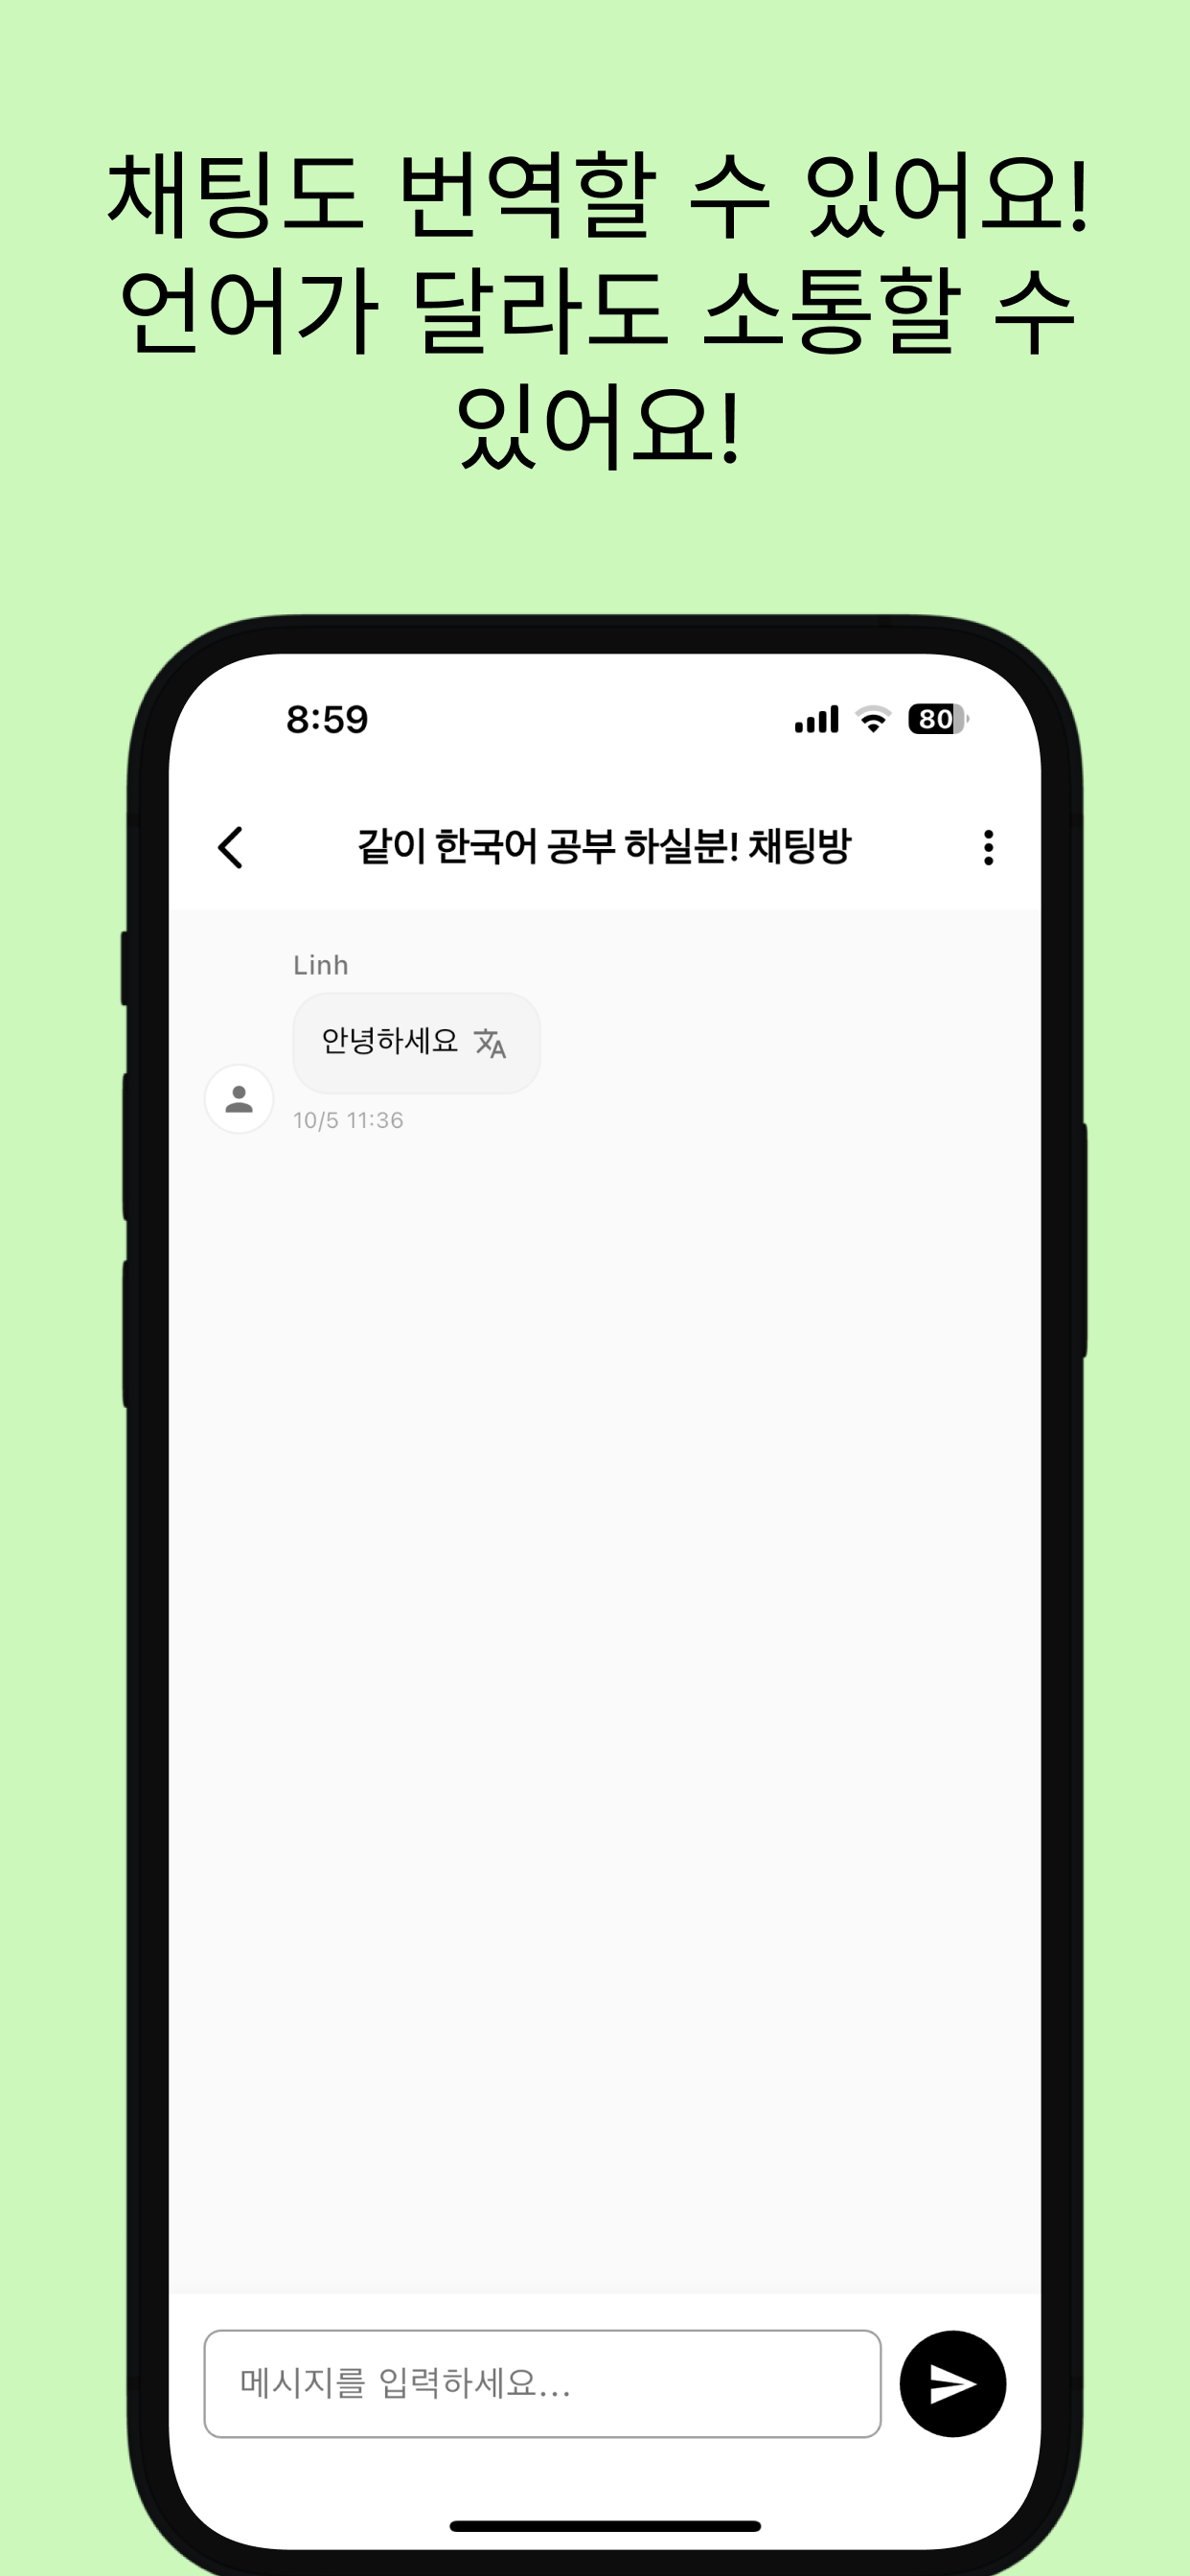 채팅도 번역할 수 있어요!
언어가 달라도 소통할 수
있어요!
8:59
80
같이 한국어 공부 하실분! 채팅방
Linh
안녕하세요
10/5 11:36
메시지를 입력하세요...